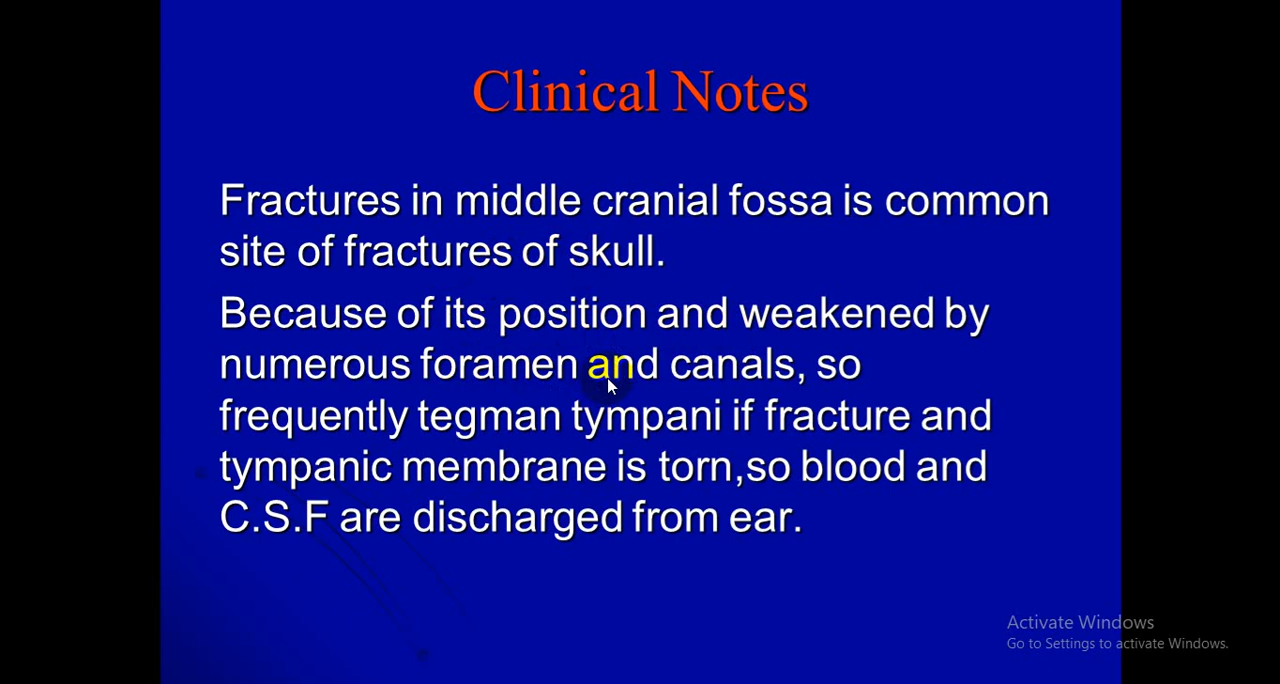 Clinical Notes
Fractures in middle cranial fossa is common
site of fractures of skull.
Because of its position and weakened by
numerous foramen and canals, so
frequently tegman tympani if fracture and
tympanic membrane is torn,so blood and
C.S.F are discharged from ear.
Activate Windows
Go to Settings to activate Windows.